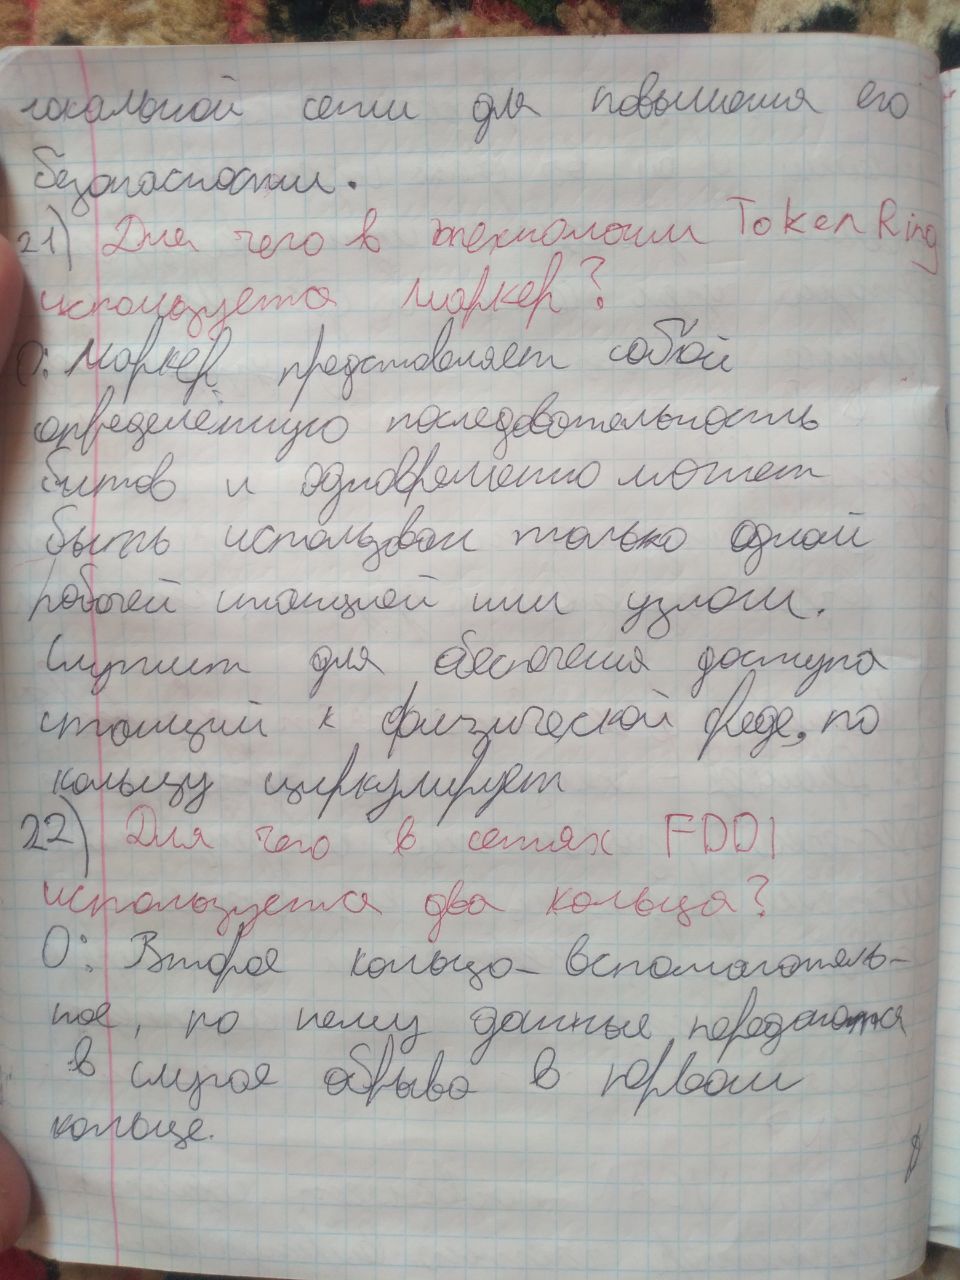 локальной сети для повышения его
безопасности.
21) Для чего в технологии Token Ring
используется маркер?
О: Маркер представляет собой
определённую последовательность
битов и одновременно может
быть использован только одной
рабочей станцией или узлом.
Служит для обеспечения доступа
станций к физической среде, по
кольцу циркулирует
22) Для чего в сетях FDDI
используется два кольца?
О: Второе кольцо - вспомогатель-
ное, по нему данные передаются
в случае обрыва в первом
кольце.